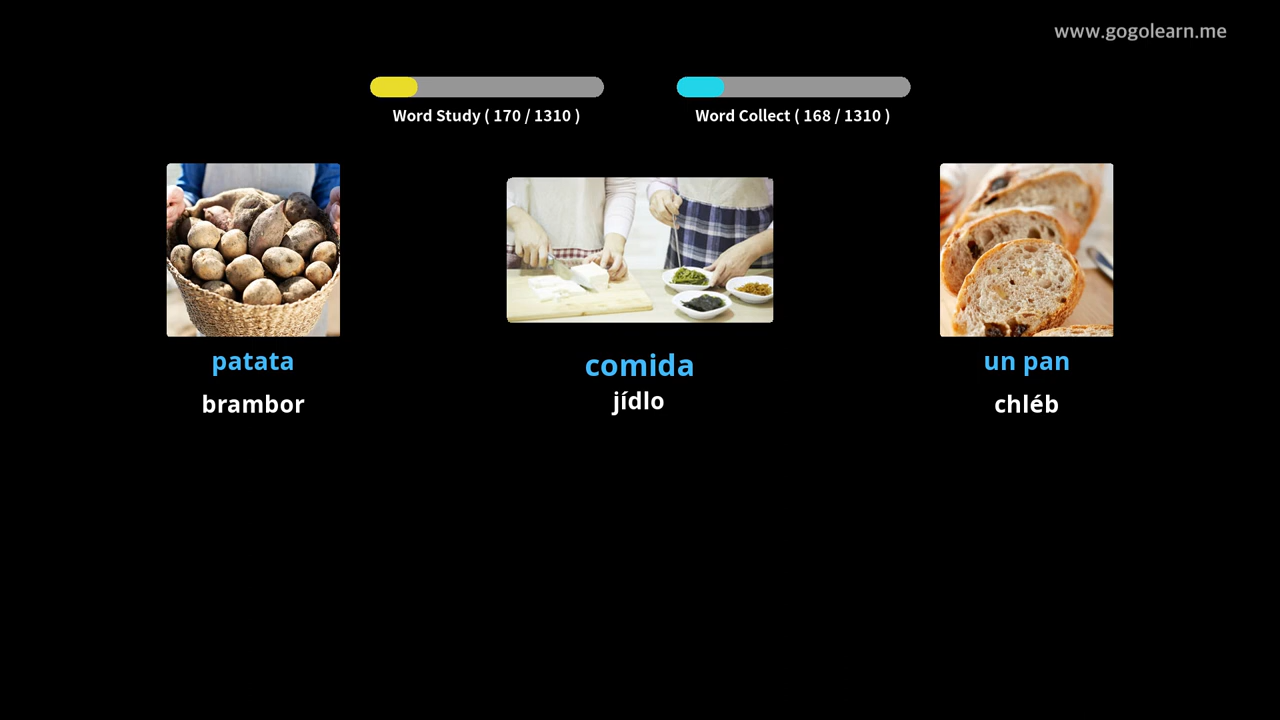 www.gogolearn.me
Word Study ( 170 / 1310 )
Word Collect ( 168 / 1310 )
patata
brambor
comida
jídlo
un pan
chléb